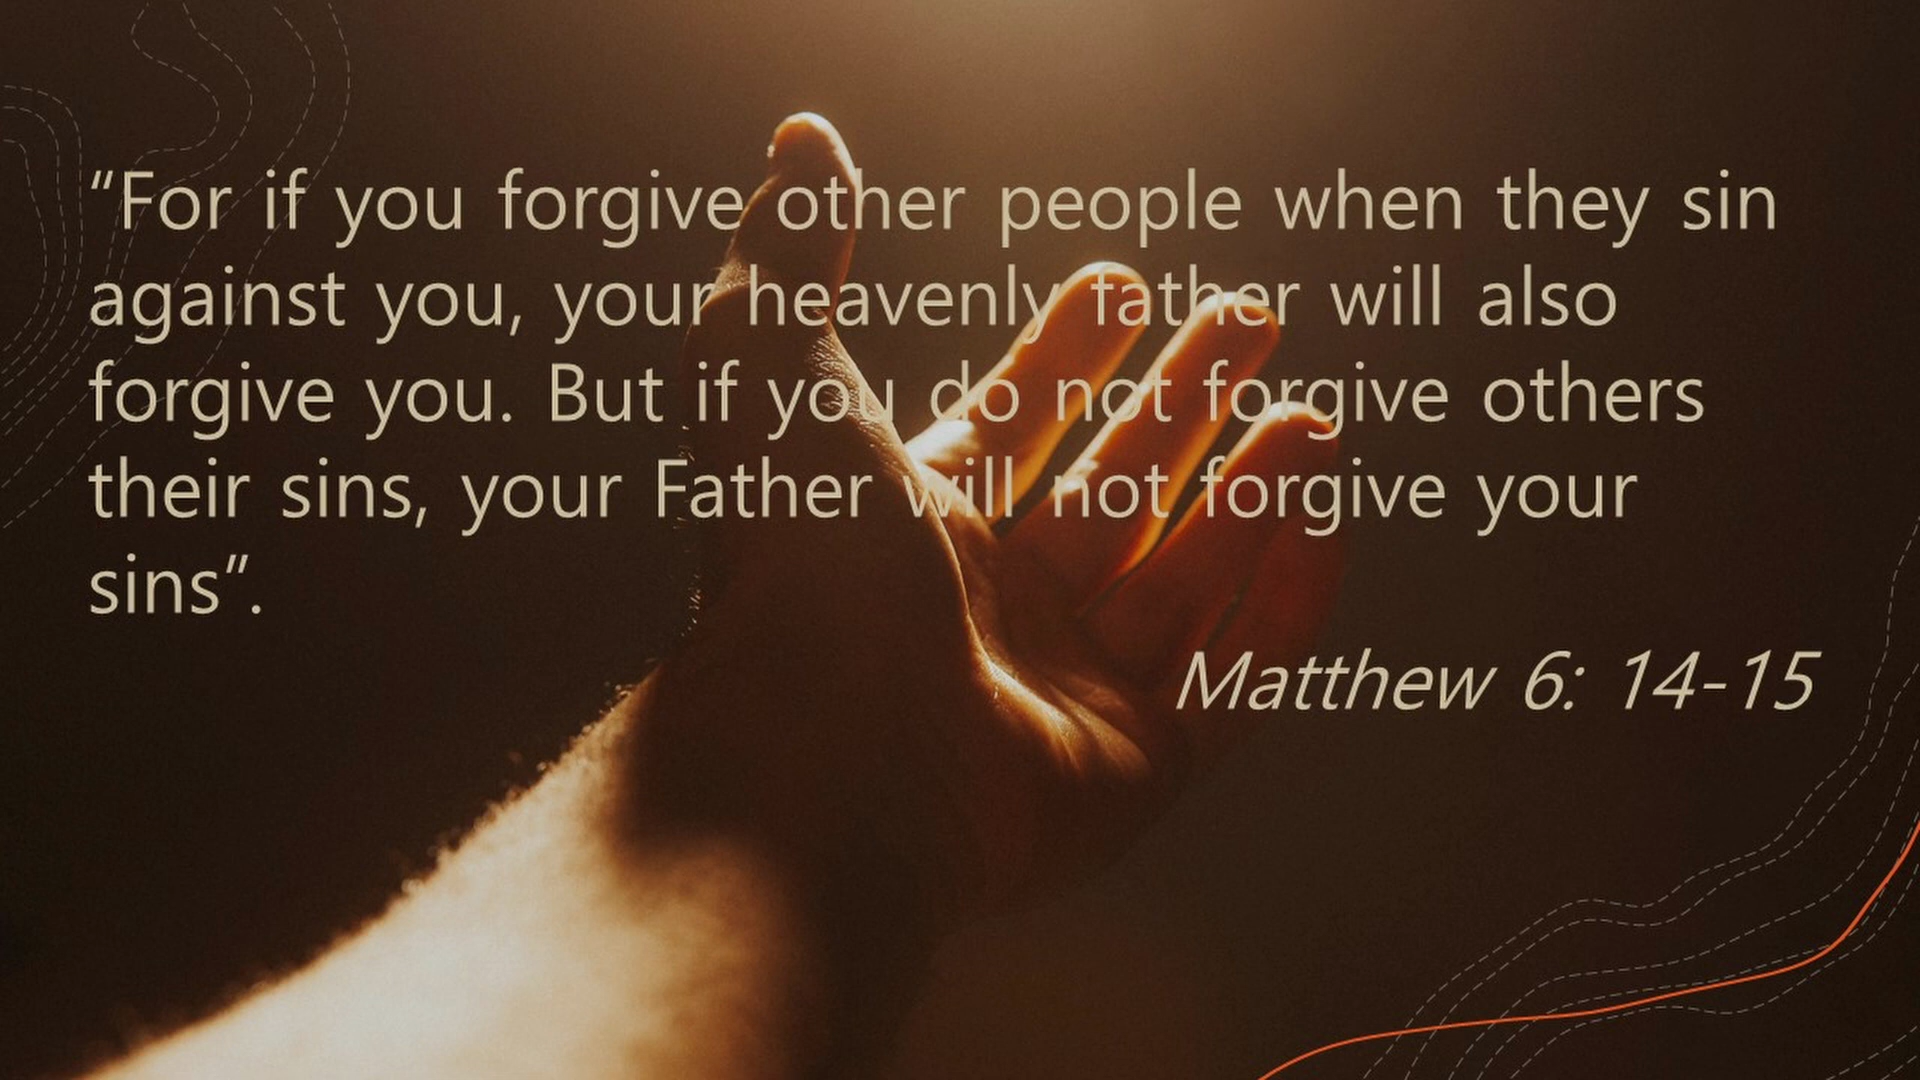 “For if you forgive other people when they sin
against you, your heavenly father will also
forgive you. But if you do not forgive others
their sins, your Father will not forgive your
sins”.
Matthew 6: 14-15